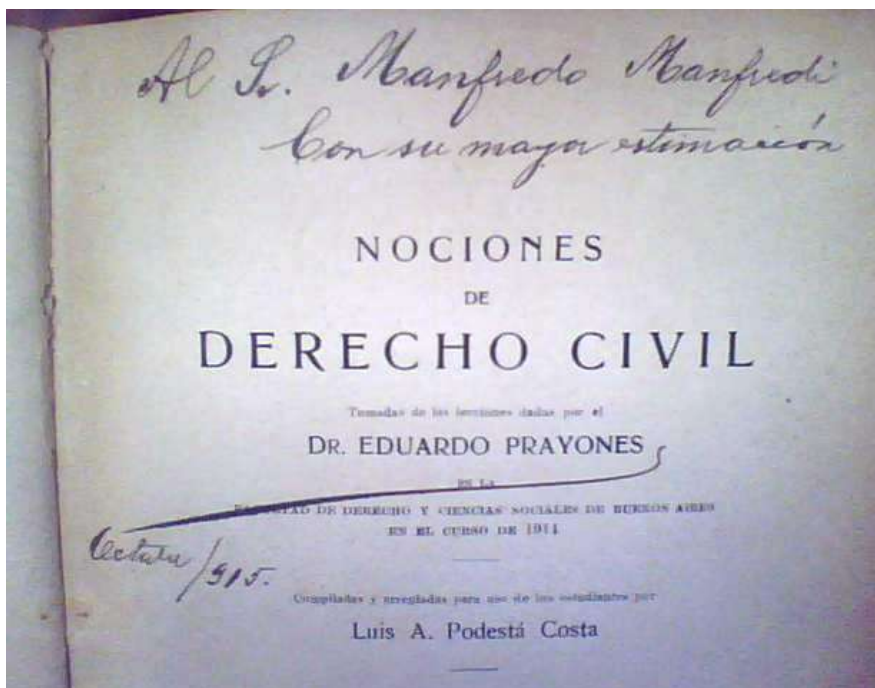 Al Sr. Manfredo Manfredi
Con su mayor estimación
NOCIONES
DE
DERECHO CIVIL
Tomadas de las lecciones dadas por el
DR. EDUARDO PRAYONES
EN LA
FACULTAD DE DERECHO Y CIENCIAS SOCIALES DE BUENOS AIRES
EN EL CURSO DE 1914
Octubre/915.
Compiladas y arregladas para uso de los estudiantes por
Luis A. Podestá Costa